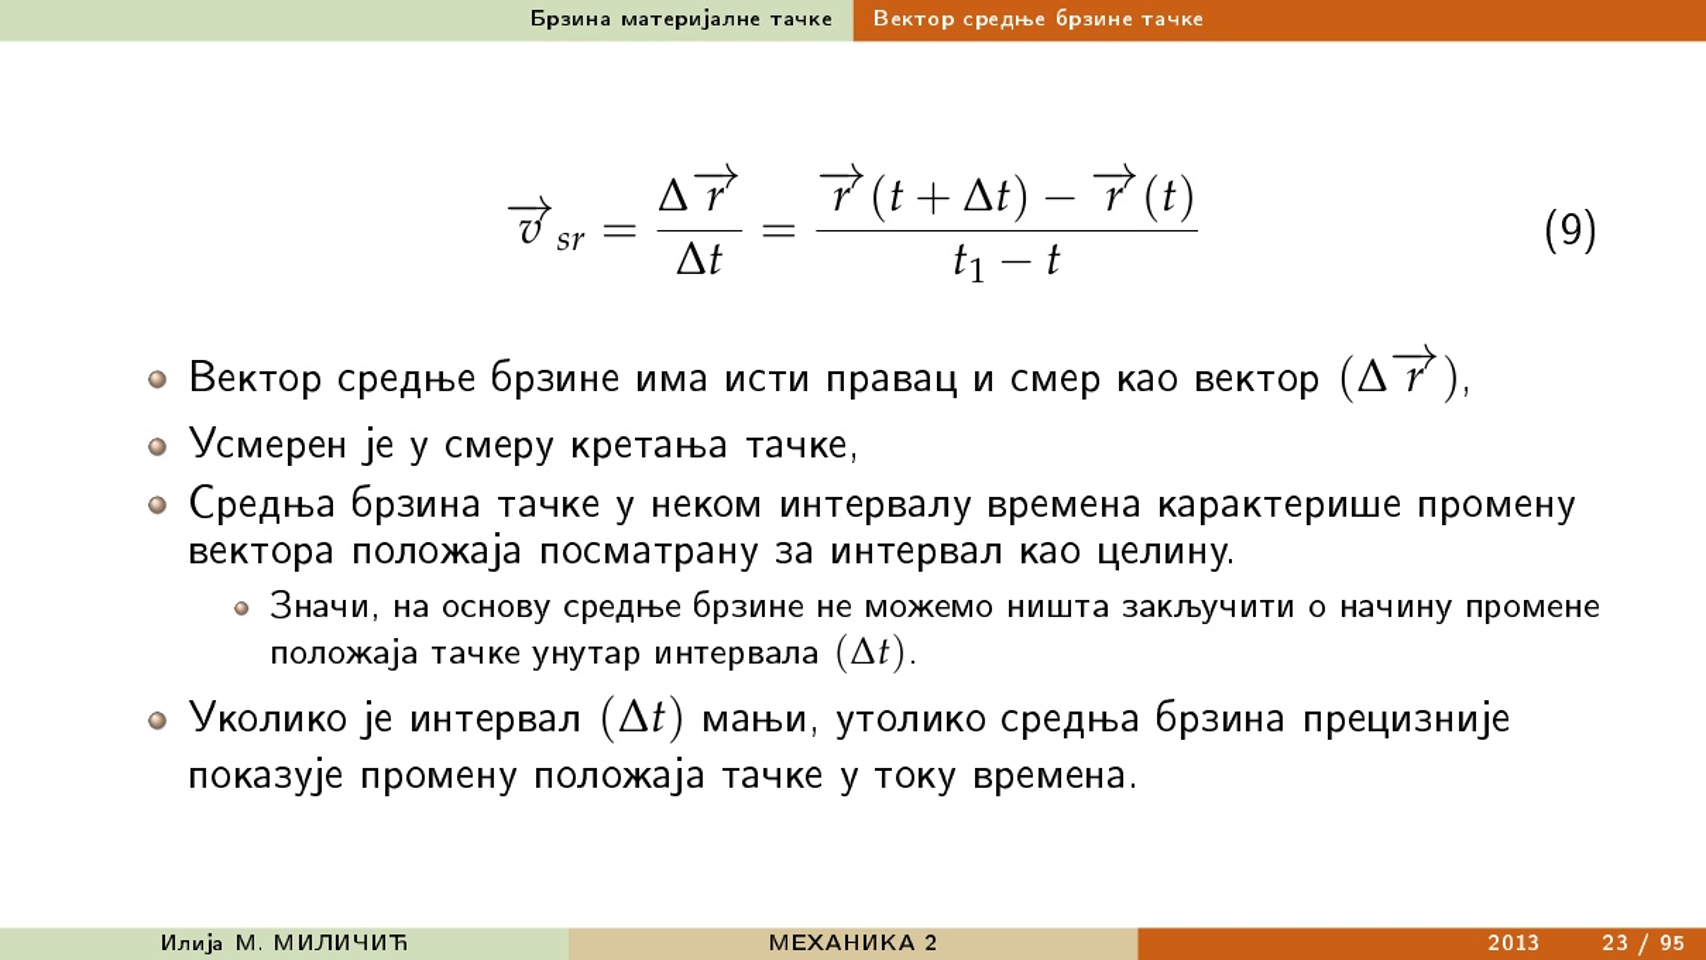 Брзина материјалне тачке Вектор средње брзине тачке
$\overrightarrow{v}_{sr} = \frac{\Delta \overrightarrow{r}}{\Delta t} = \frac{\overrightarrow{r}(t + \Delta t) - \overrightarrow{r}(t)}{t_1 - t}$ (9)
Вектор средње брзине има исти правац и смер као вектор $(\Delta \overrightarrow{r})$,
Усмерен је у смеру кретања тачке,
Средња брзина тачке у неком интервалу времена карактерише промену
вектора положаја посматрану за интервал као целину.
Значи, на основу средње брзине не можемо ништа закључити о начину промене
положаја тачке унутар интервала (Δt).
Уколико је интервал (Δt) мањи, утолико средња брзина прецизније
показује промену положаја тачке у току времена.
Илија М. МИЛИЧИЋ МЕХАНИКА 2 2013 23 / 95